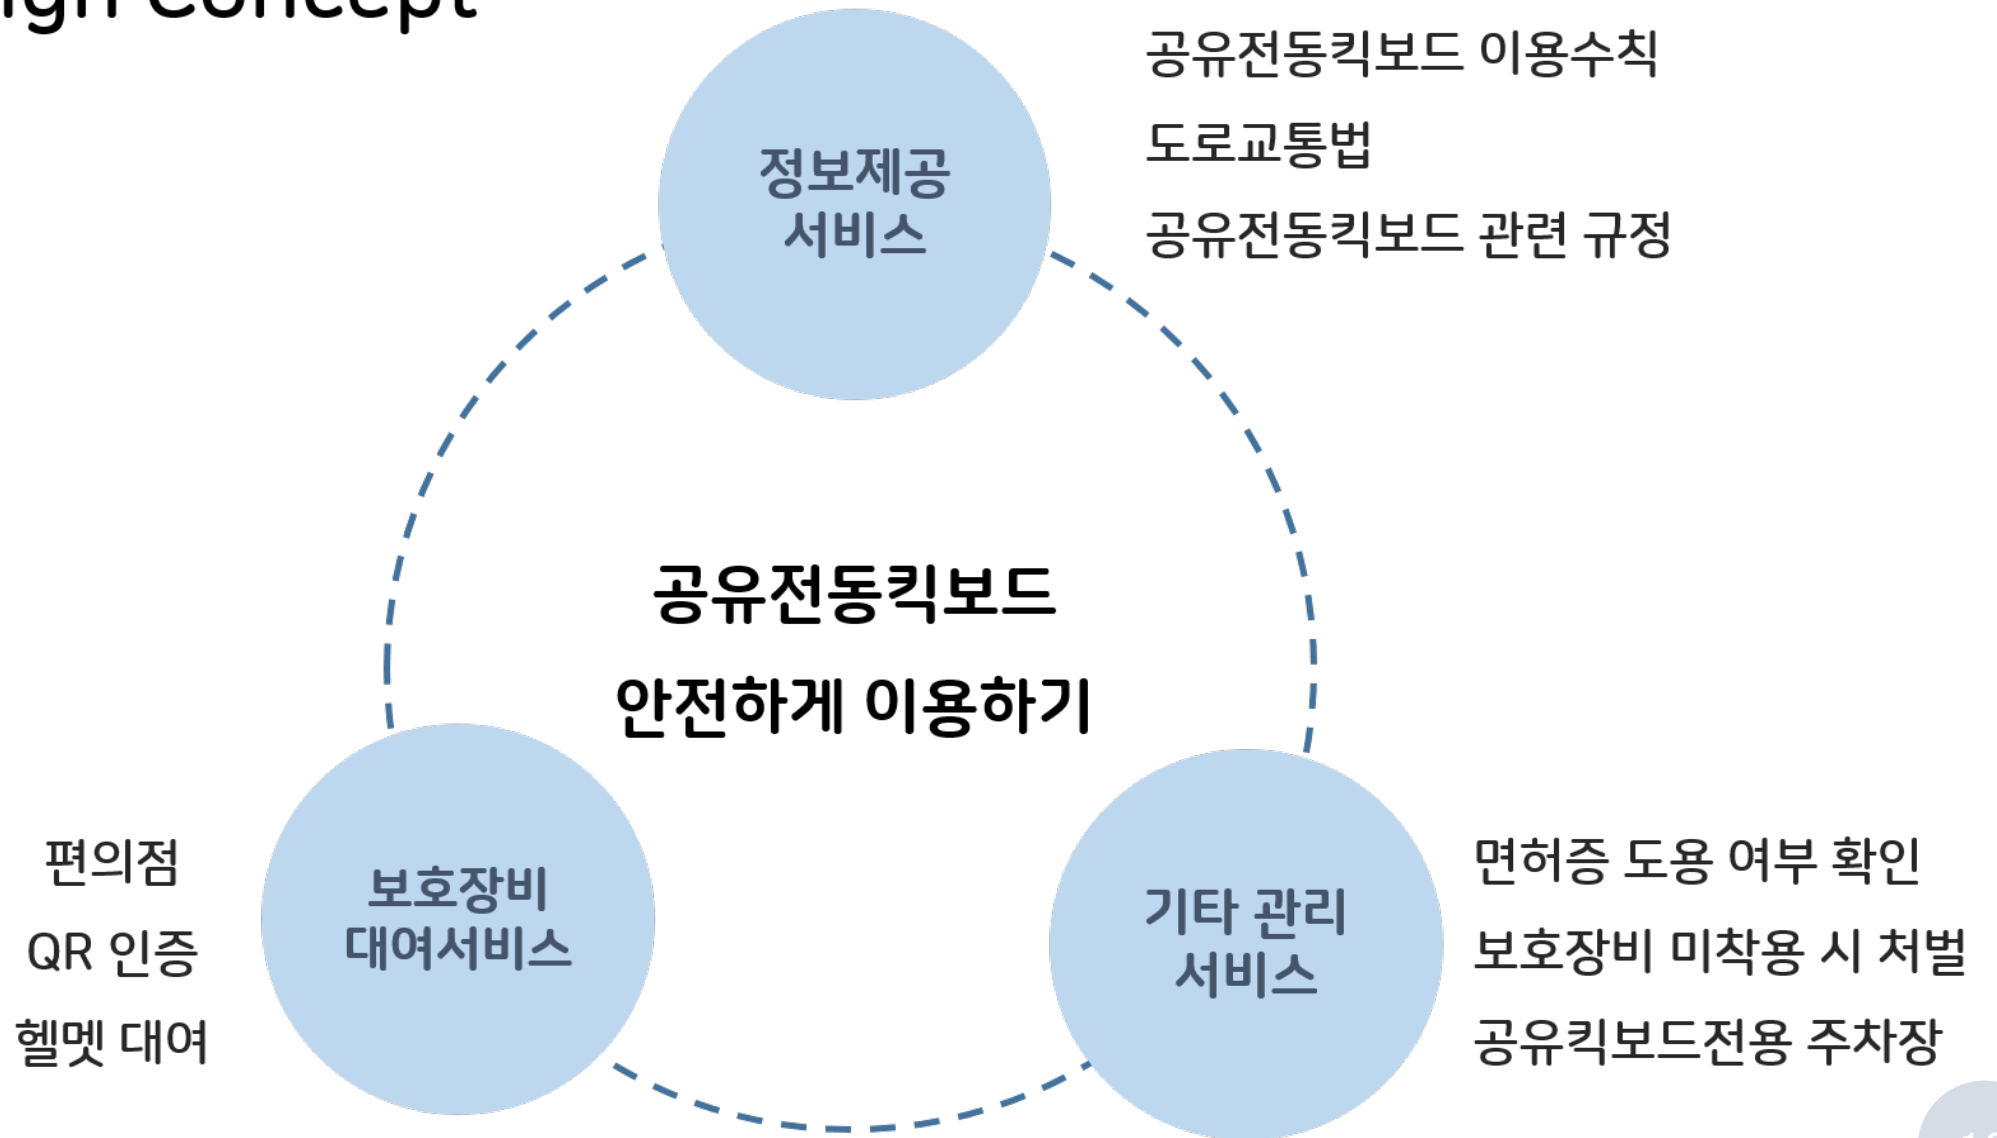 Concept
공유전동킥보드 이용수칙
도로교통법
공유전동킥보드 관련 규정
정보제공
서비스
공유전동킥보드
안전하게 이용하기
편의점
QR 인증
헬멧 대여
보호장비
대여서비스
기타 관리
서비스
면허증 도용 여부 확인
보호장비 미착용 시 처벌
공유킥보드전용 주차장